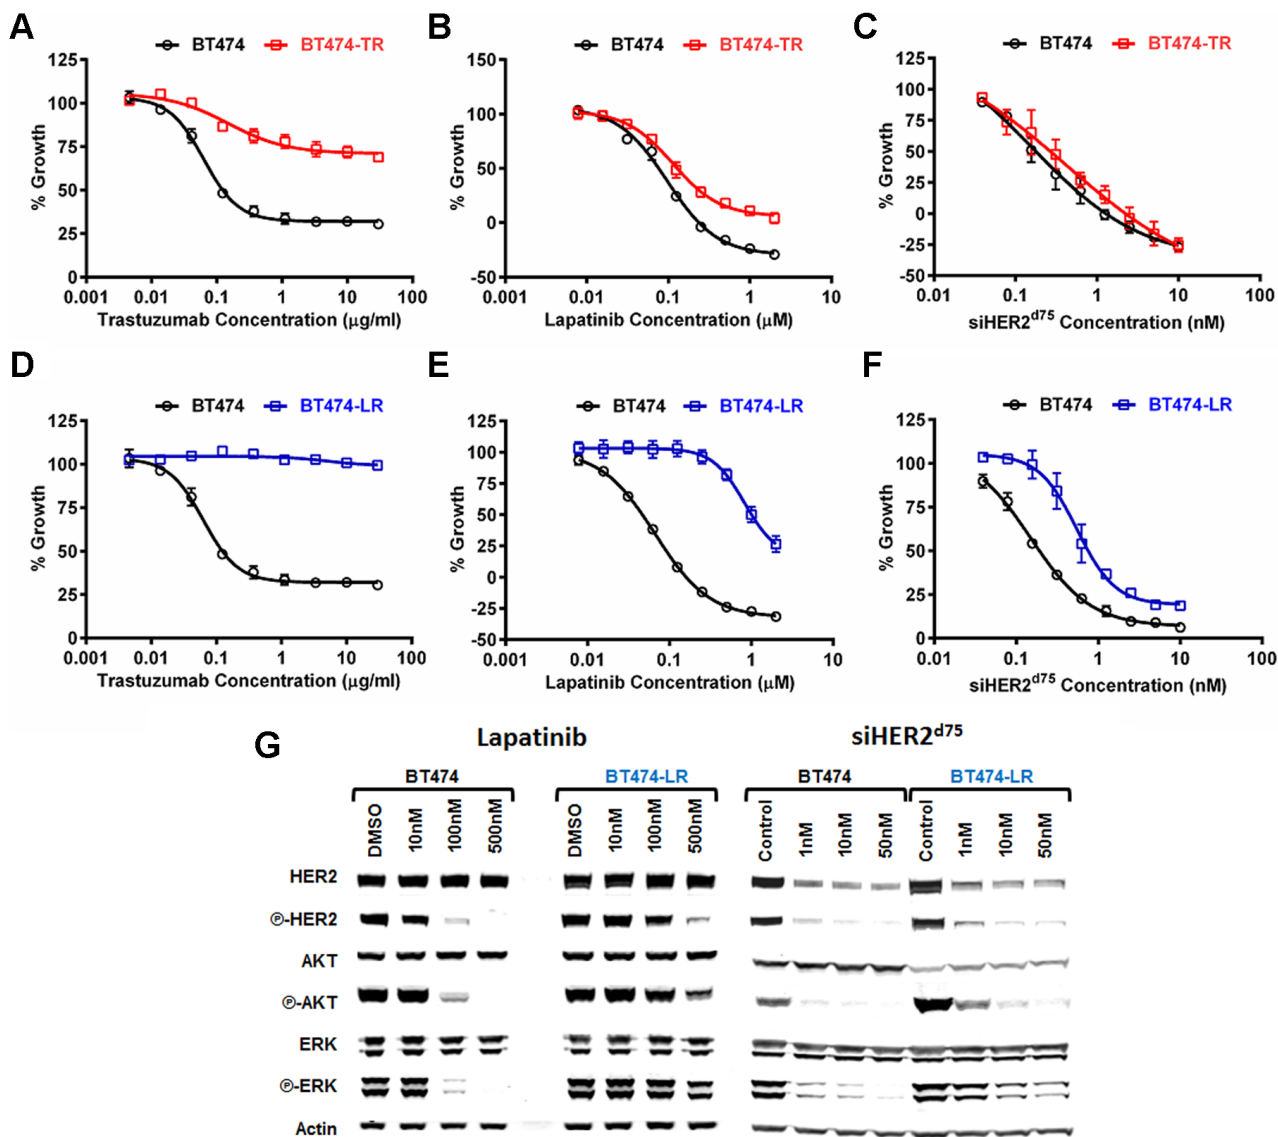 A
BT474
BT474-TR
125
100
75
50
25
0
% Growth
0.001
0.01
0.1
1
10
100
Trastuzumab Concentration (µg/ml)
B
BT474
BT474-TR
150
100
50
0
-50
% Growth
0.001
0.01
0.1
1
10
Lapatinib Concentration (µM)
C
BT474
BT474-TR
125
100
75
50
25
0
-25
-50
% Growth
0.01
0.1
1
10
100
siHER2d75 Concentration (nM)
D
BT474
BT474-LR
125
100
75
50
25
0
% Growth
0.001
0.01
0.1
1
10
100
Trastuzumab Concentration (µg/ml)
E
BT474
BT474-LR
125
100
75
50
25
0
-25
-50
% Growth
0.001
0.01
0.1
1
10
Lapatinib Concentration (µM)
F
BT474
BT474-LR
125
100
75
50
25
0
% Growth
0.01
0.1
1
10
100
siHER2d75 Concentration (nM)
G
Lapatinib
siHER2d75
BT474
BT474-LR
BT474
BT474-LR
DMSO
10nM
100nM
500nM
DMSO
10nM
100nM
500nM
Control
1nM
10nM
50nM
Control
1nM
10nM
50nM
HER2
Ⓟ-HER2
AKT
Ⓟ-AKT
ERK
Ⓟ-ERK
Actin